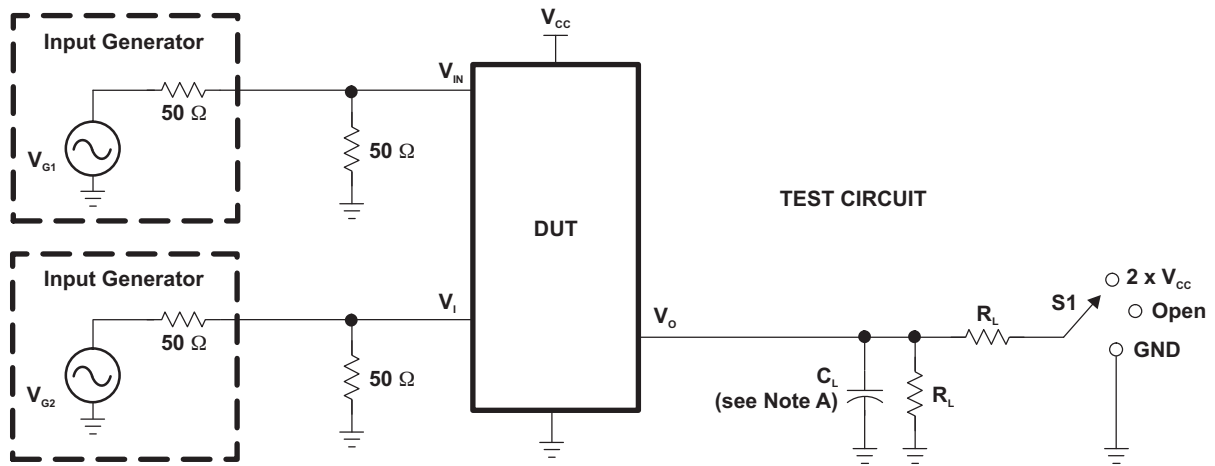 Input Generator
50 Ω
V_G1
50 Ω
V_IN
V_CC
DUT
TEST CIRCUIT
Input Generator
50 Ω
V_G2
50 Ω
V_I
V_O
C_L
(see Note A)
R_L
R_L
S1
2 x V_CC
Open
GND